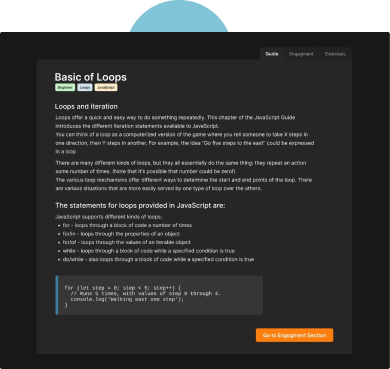 Guide Engagment Exercises
Basic of Loops
Beginner Loops JavaScript
Loops and iteration
Loops offer a quick and easy way to do something repeatedly. This chapter of the JavaScript Guide
introduces the different iteration statements available to JavaScript.
You can think of a loop as a computerized version of the game where you tell someone to take X steps in
one direction, then Y steps in another. For example, the idea "Go five steps to the east" could be expressed
in a loop
There are many different kinds of loops, but they all essentially do the same thing: they repeat an action
some number of times. (Note that it's possible that number could be zero!)
The various loop mechanisms offer different ways to determine the start and end points of the loop. There
are various situations that are more easily served by one type of loop over the others.
The statements for loops provided in JavaScript are:
JavaScript supports different kinds of loops:
• for - loops through a block of code a number of times
• for/in - loops through the properties of an object
• for/of - loops through the values of an iterable object
• while - loops through a block of code while a specified condition is true
• do/while - also loops through a block of code while a specified condition is true
for (let step = 0; step < 5; step++) {
// Runs 5 times, with values of step 0 through 4.
console.log('Walking east one step');
}
Go to Engagment Section